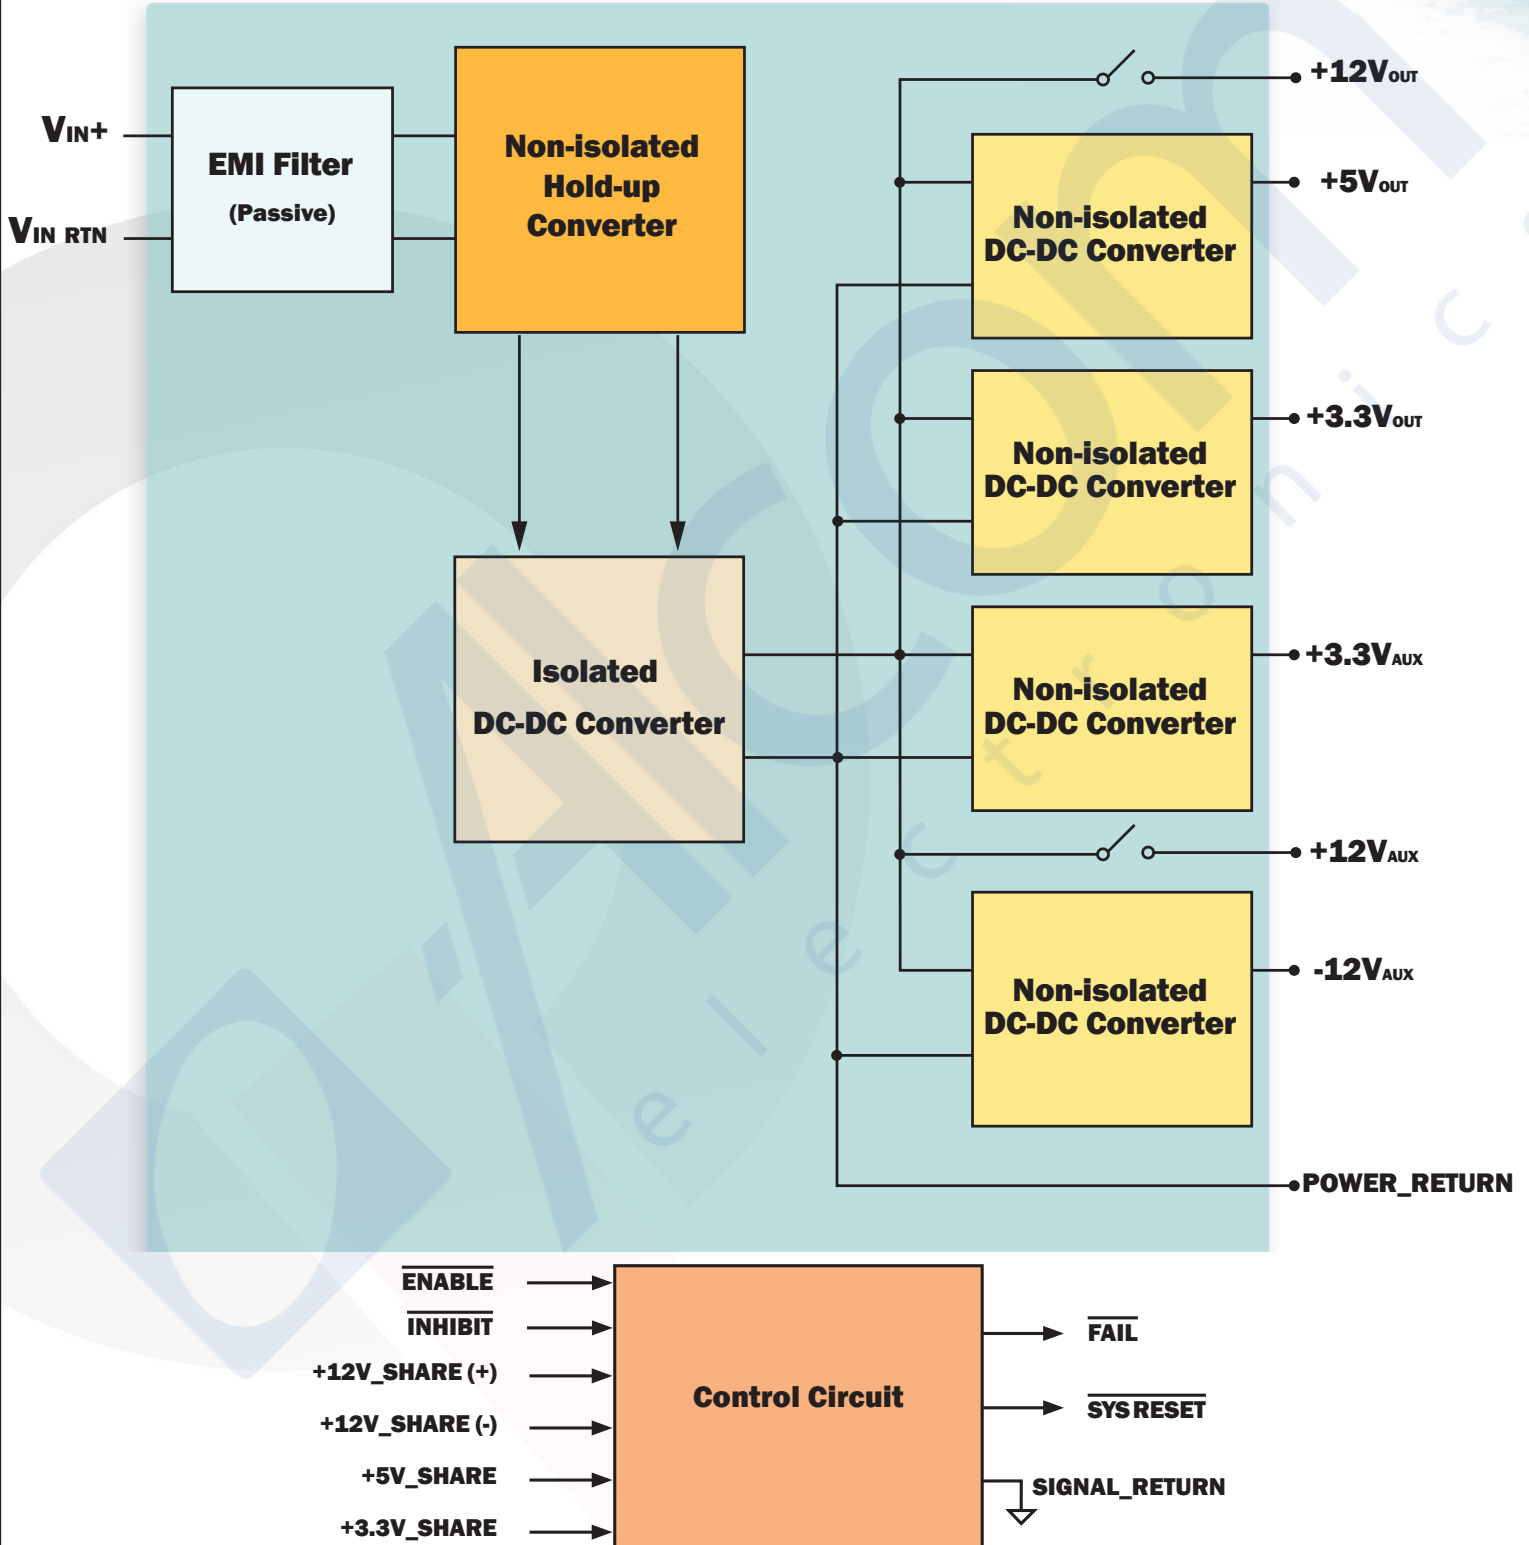 +12VOUT
VIN+
EMI Filter
(Passive)
Non-isolated
Hold-up
Converter
+5VOUT
VIN RTN
Non-isolated
DC-DC Converter
+3.3VOUT
Non-isolated
DC-DC Converter
Isolated
DC-DC Converter
+3.3VAUX
Non-isolated
DC-DC Converter
+12VAUX
-12VAUX
Non-isolated
DC-DC Converter
POWER_RETURN
ENABLE
INHIBIT
+12V_SHARE (+)
+12V_SHARE (-)
+5V_SHARE
+3.3V_SHARE
Control Circuit
FAIL
SYS RESET
SIGNAL_RETURN